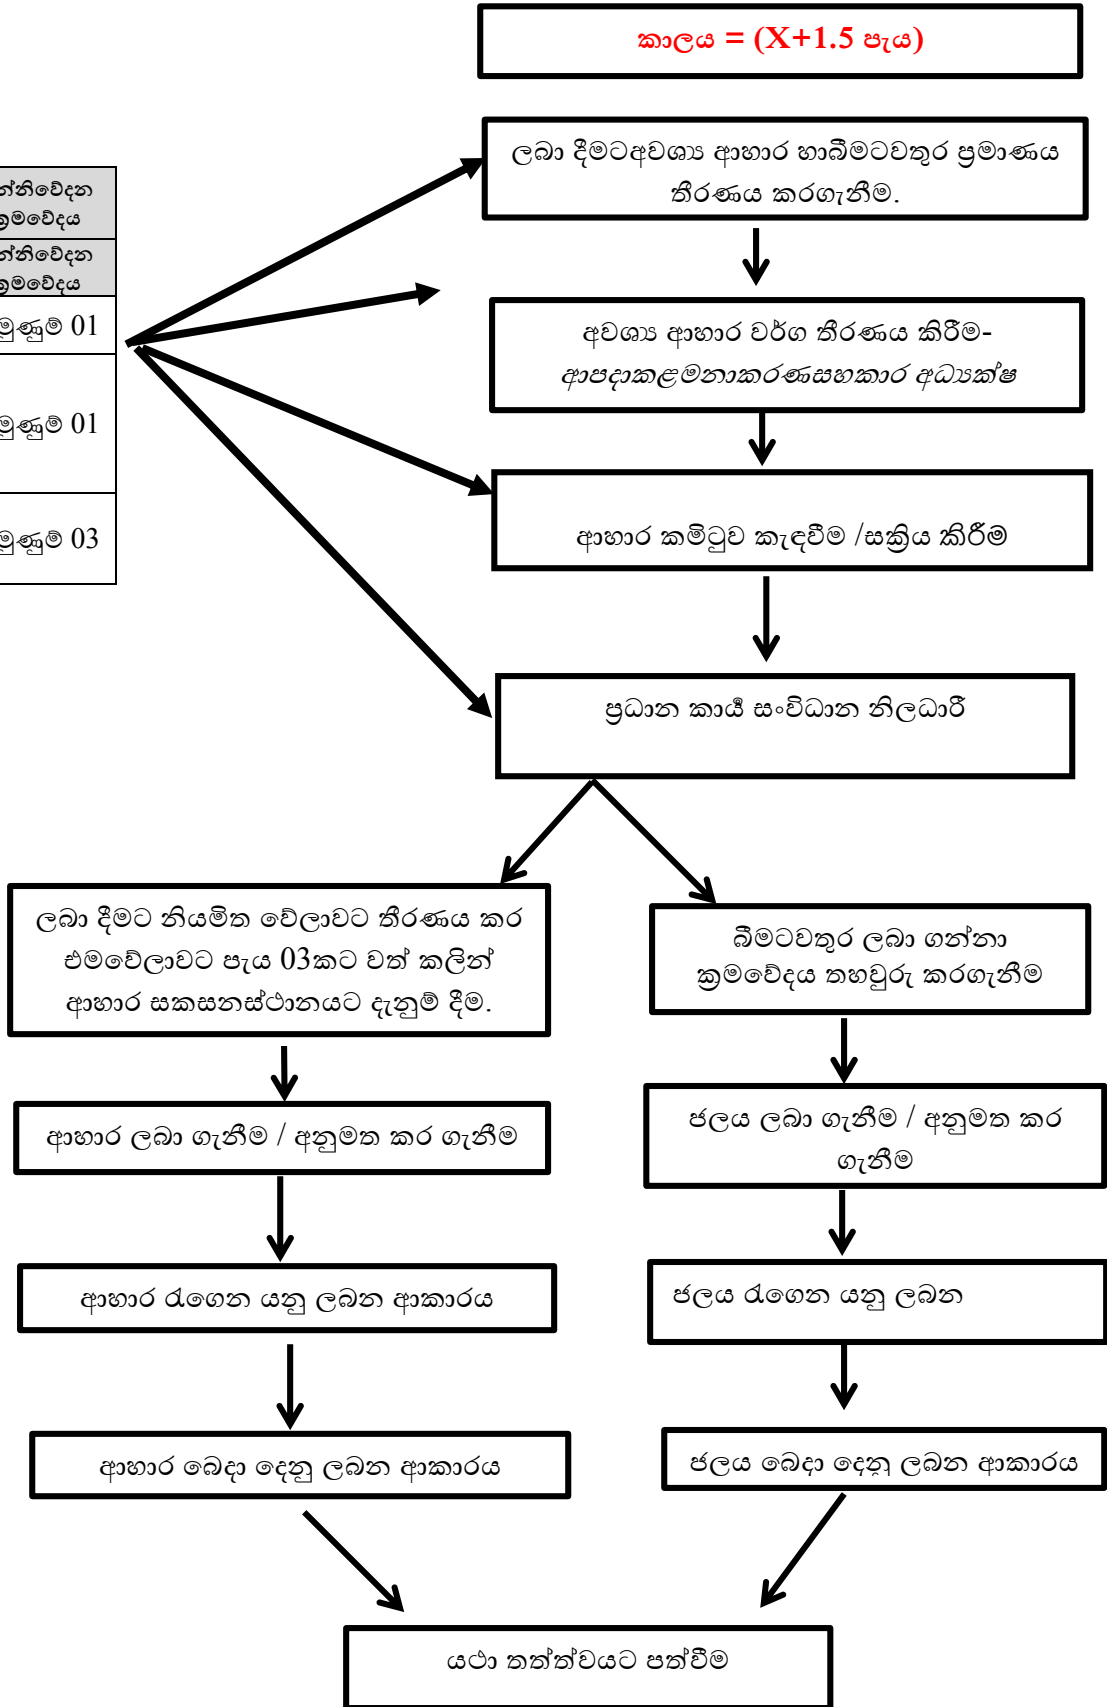 කාලය = (X+1.5 පැය)
ලබා දීමටඅවශ්‍ය ආහාර හාබීමටවතුර ප්‍රමාණය
තීරණය කරගැනීම.
ක්‍රමවේදය
ක්‍රමවේදය
01
01
03
අවශ්‍ය ආහාර වර්ග තීරණය කිරීම-
ආපදාකළමනාකරණසහකාර අධ්‍යක්ෂ
ආහාර කමිටුව කැඳවීම /සක්‍රිය කිරීම
ප්‍රධාන කාර්‍ය සංවිධාන නිලධාරී
ලබා දීමට නියමිත වේලාවට තීරණය කර
එමවේලාවට පැය 03කට වත් කලින්
ආහාර සකසනස්ථානයට දැනුම් දීම.
බීමටවතුර ලබා ගන්නා
ක්‍රමවේදය තහවුරු කරගැනීම
ආහාර ලබා ගැනීම / අනුමත කර ගැනීම
ජලය ලබා ගැනීම / අනුමත කර
ගැනීම
ආහාර රැගෙන යනු ලබන ආකාරය
ජලය රැගෙන යනු ලබන
ආහාර බෙදා දෙනු ලබන ආකාරය
ජලය බෙදා දෙනු ලබන ආකාරය
යථා තත්ත්වයට පත්වීම